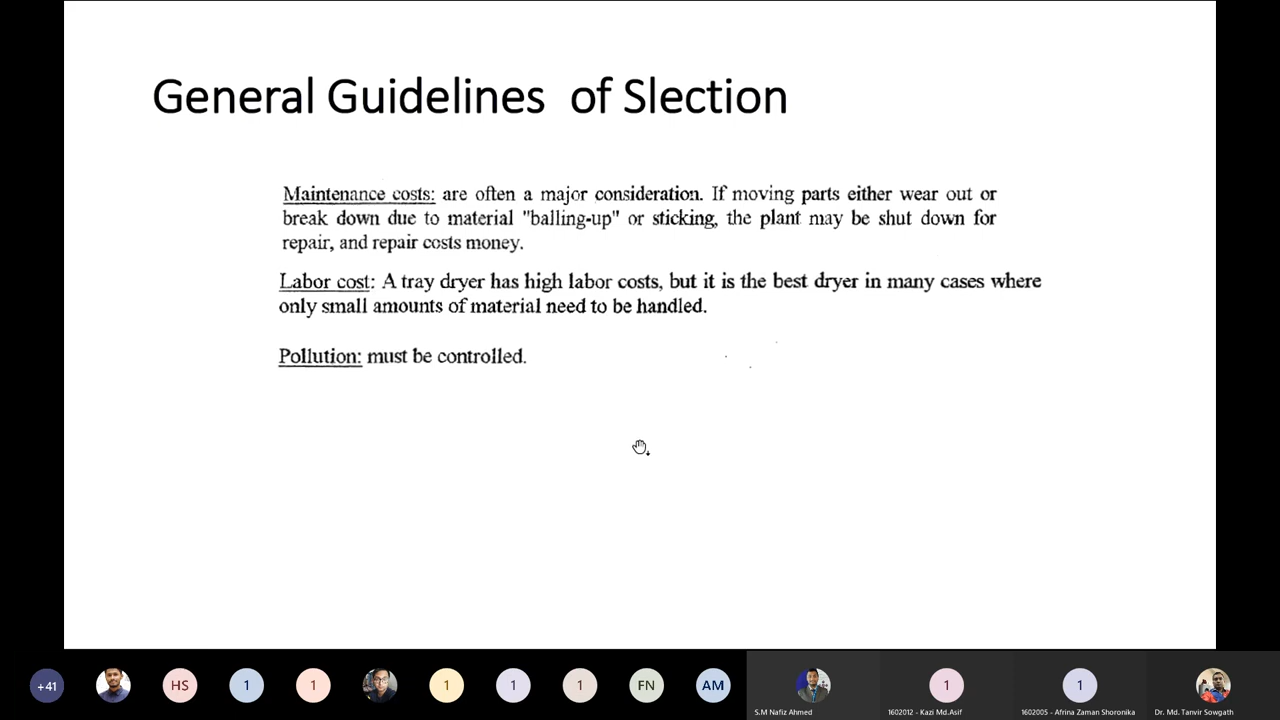 General Guidelines of Slection
Maintenance costs: are often a major consideration. If moving parts either wear out or
break down due to material "balling-up" or sticking, the plant may be shut down for
repair, and repair costs money.
Labor cost: A tray dryer has high labor costs, but it is the best dryer in many cases where
only small amounts of material need to be handled.
Pollution: must be controlled.
+41 HS 1 1 1 1 1 FN AM 1 1
S.M Nafiz Ahmed 1602012 - Kazi Md.Asif 1602005 - Afrina Zaman Shoronika Dr. Md. Tanvir Sowgath